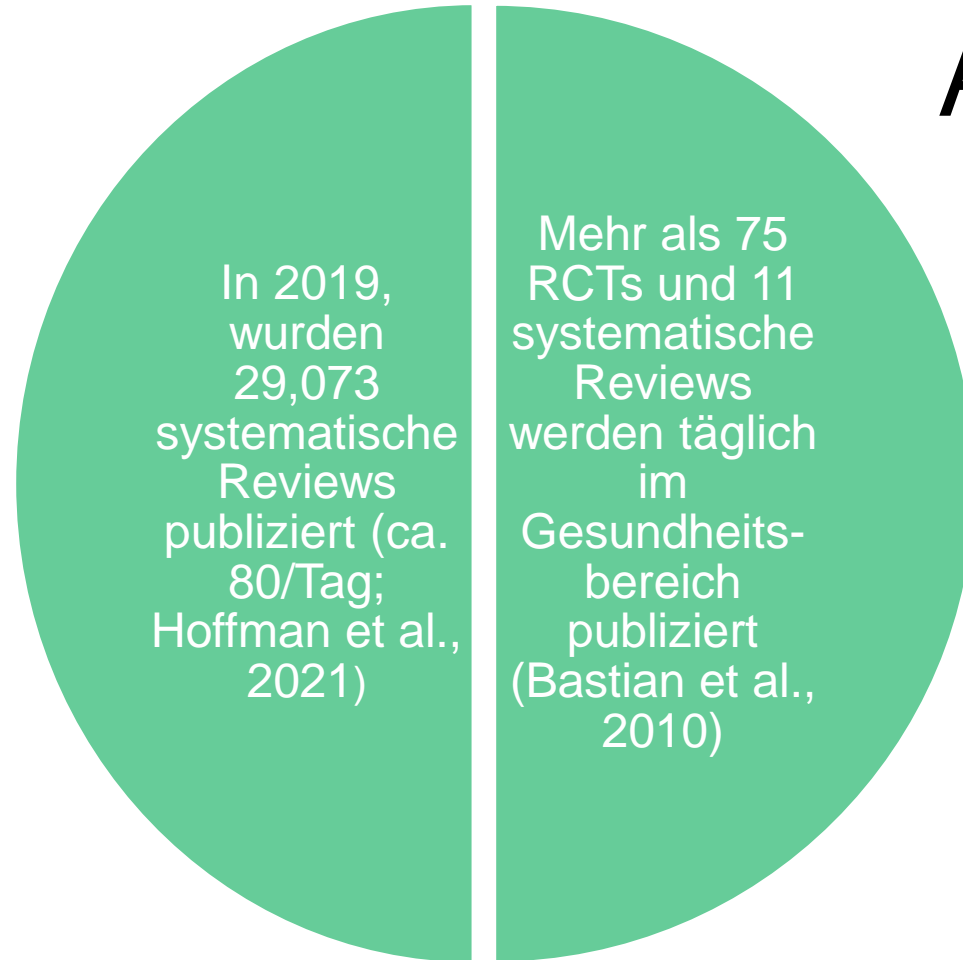 A
In 2019,
wurden
29,073
systematische
Reviews
publiziert (ca.
80/Tag;
Hoffman et al.,
2021)
Mehr als 75
RCTs und 11
systematische
Reviews
werden täglich
im
Gesundheits-
bereich
publiziert
(Bastian et al.,
2010)